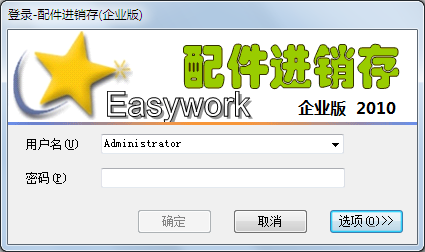 登录-配件进销存(企业版)
配件进销存
Easywork
企业版 2010
用户名(U) Administrator
密码(P)
确定 取消 选项(O)>>